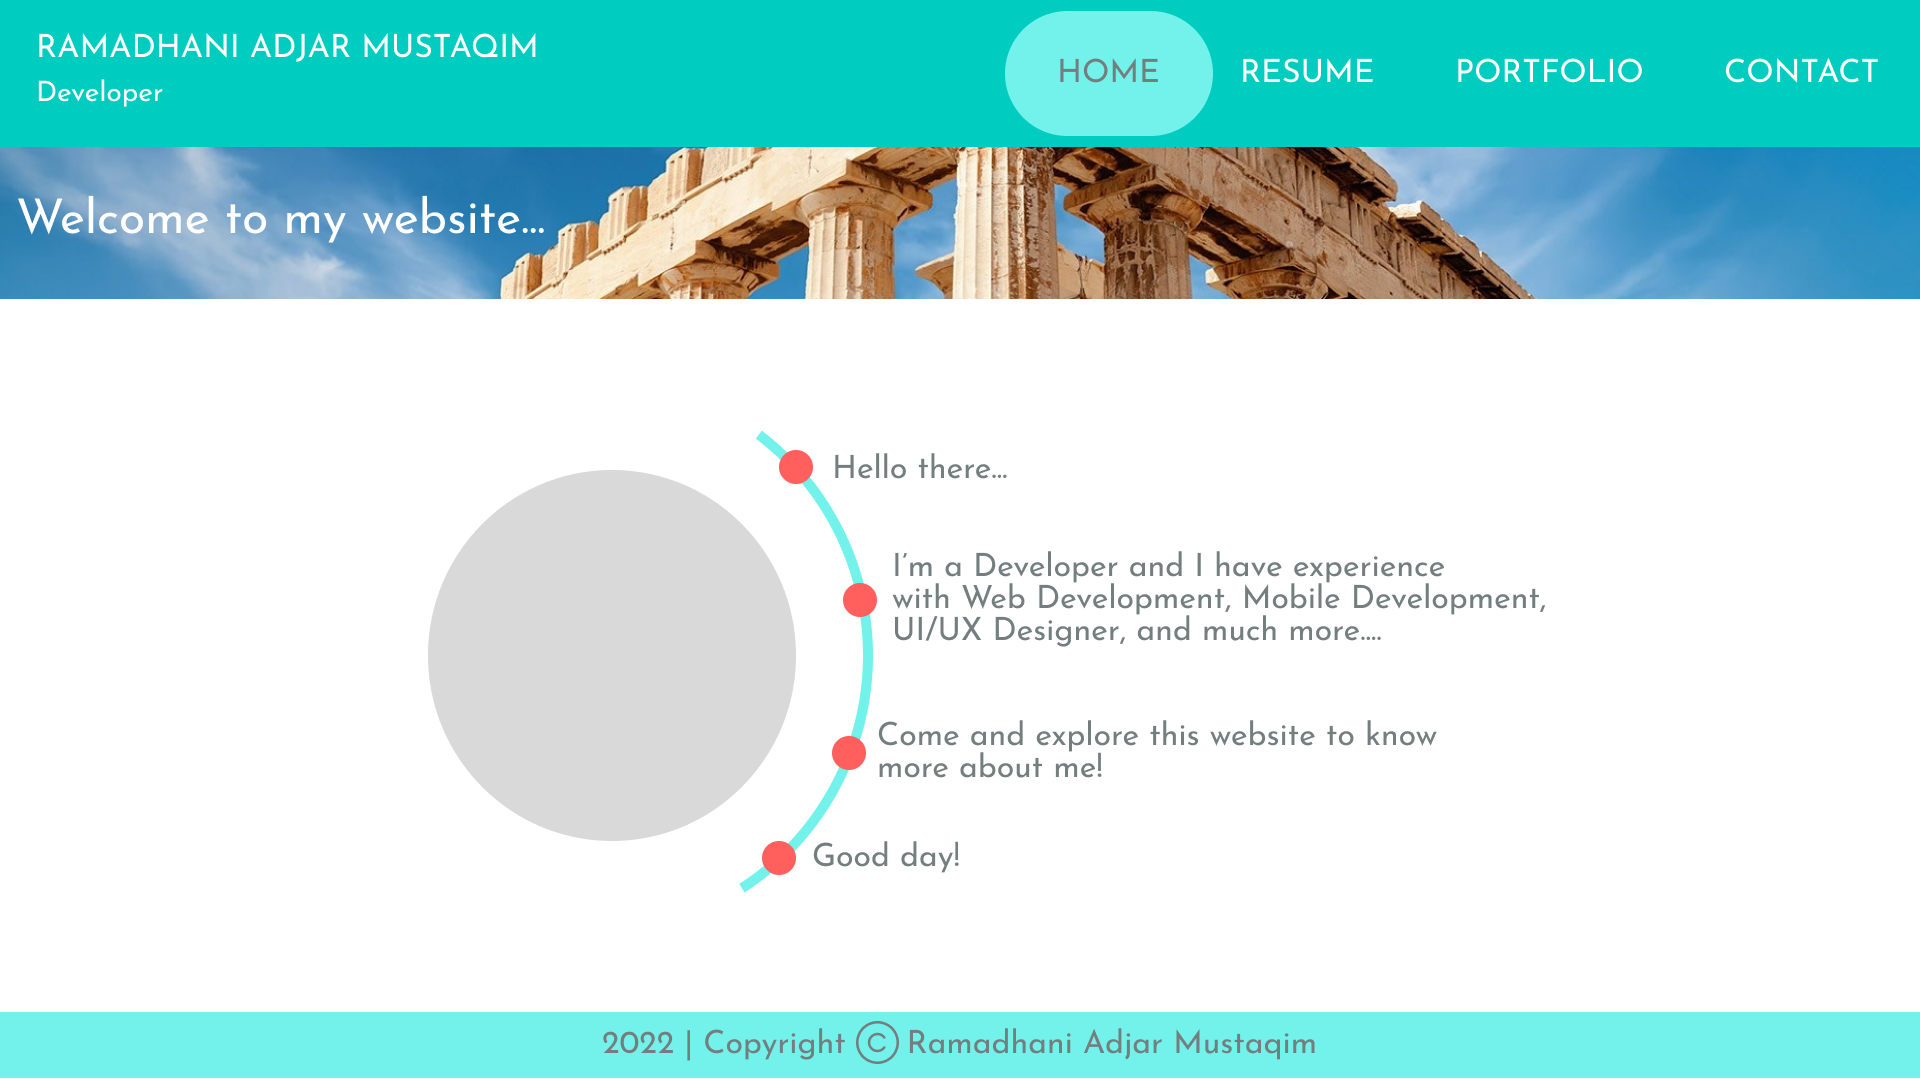 RAMADHANI ADJAR MUSTAQIM
Developer
HOME
RESUME
PORTFOLIO
CONTACT
Welcome to my website...
Hello there...
I’m a Developer and I have experience
with Web Development, Mobile Development,
UI/UX Designer, and much more....
Come and explore this website to know
more about me!
Good day!
2022 | Copyright © Ramadhani Adjar Mustaqim